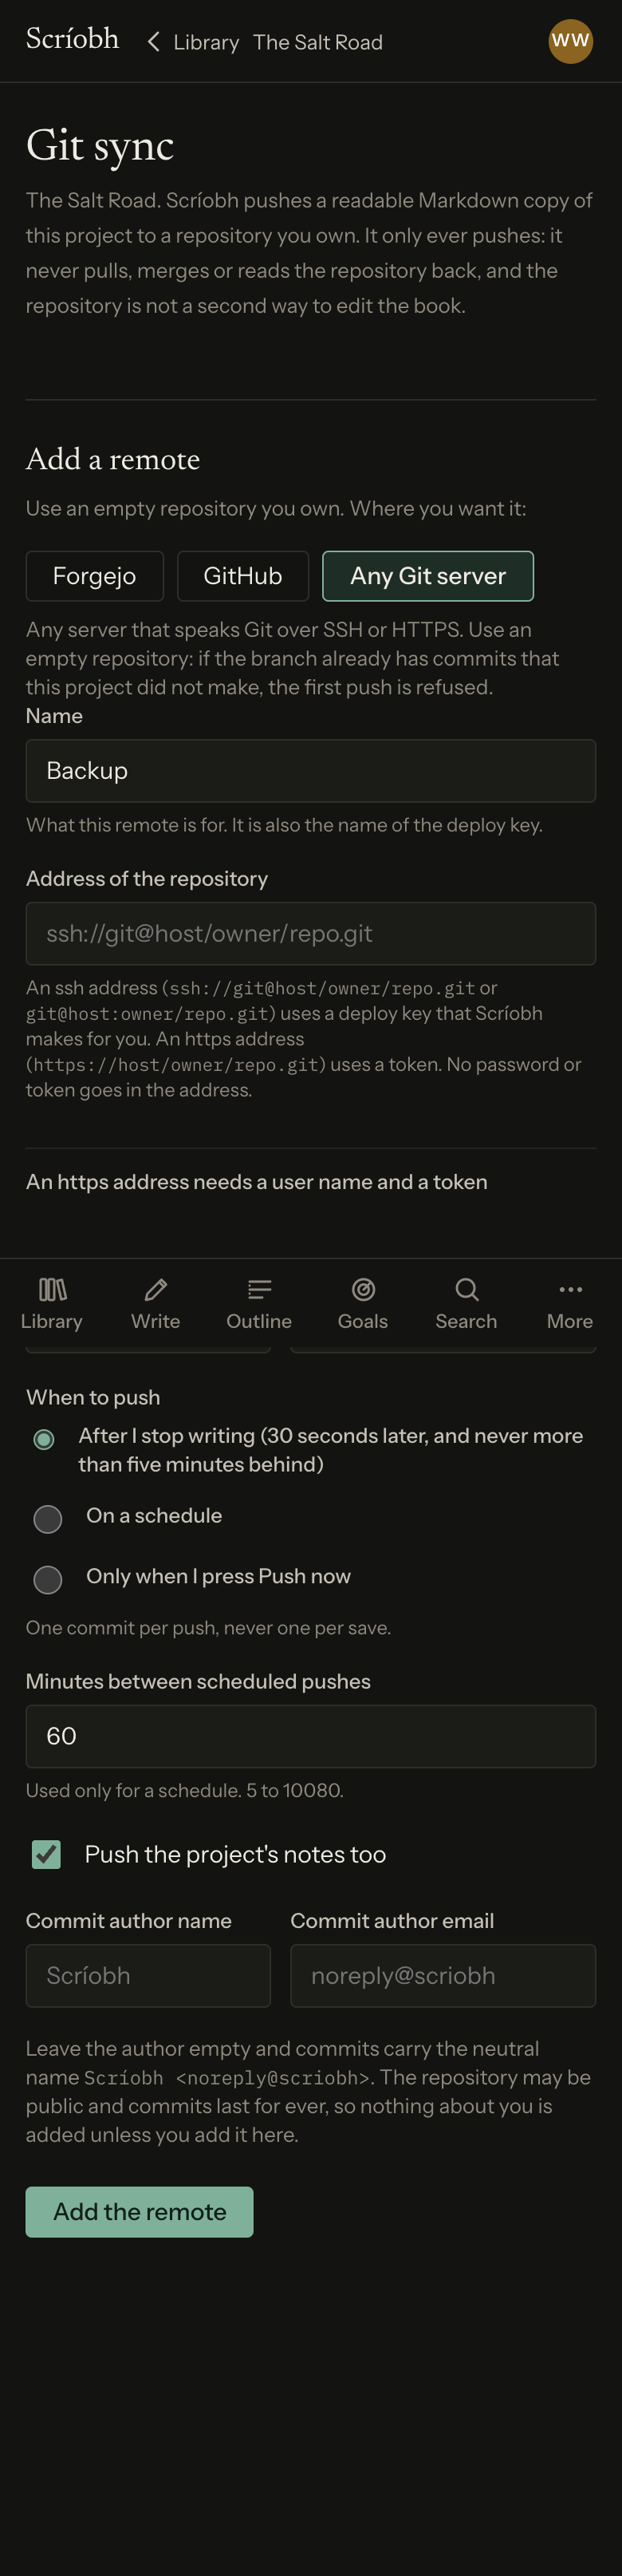 Scríobh
Library The Salt Road
WW
Git sync
The Salt Road. Scríobh pushes a readable Markdown copy of
this project to a repository you own. It only ever pushes: it
never pulls, merges or reads the repository back, and the
repository is not a second way to edit the book.
Add a remote
Use an empty repository you own. Where you want it:
Forgejo GitHub Any Git server
Any server that speaks Git over SSH or HTTPS. Use an
empty repository: if the branch already has commits that
this project did not make, the first push is refused.
Name
Backup
What this remote is for. It is also the name of the deploy key.
Address of the repository
ssh://git@host/owner/repo.git
An ssh address (ssh://git@host/owner/repo.git or
git@host:owner/repo.git) uses a deploy key that Scríobh
makes for you. An https address
(https://host/owner/repo.git) uses a token. No password or
token goes in the address.
An https address needs a user name and a token
Library Write Outline Goals Search More
When to push
After I stop writing (30 seconds later, and never more
than five minutes behind)
On a schedule
Only when I press Push now
One commit per push, never one per save.
Minutes between scheduled pushes
60
Used only for a schedule. 5 to 10080.
Push the project's notes too
Commit author name Commit author email
Scríobh noreply@scriobh
Leave the author empty and commits carry the neutral
name Scríobh <noreply@scriobh>. The repository may be
public and commits last for ever, so nothing about you is
added unless you add it here.
Add the remote